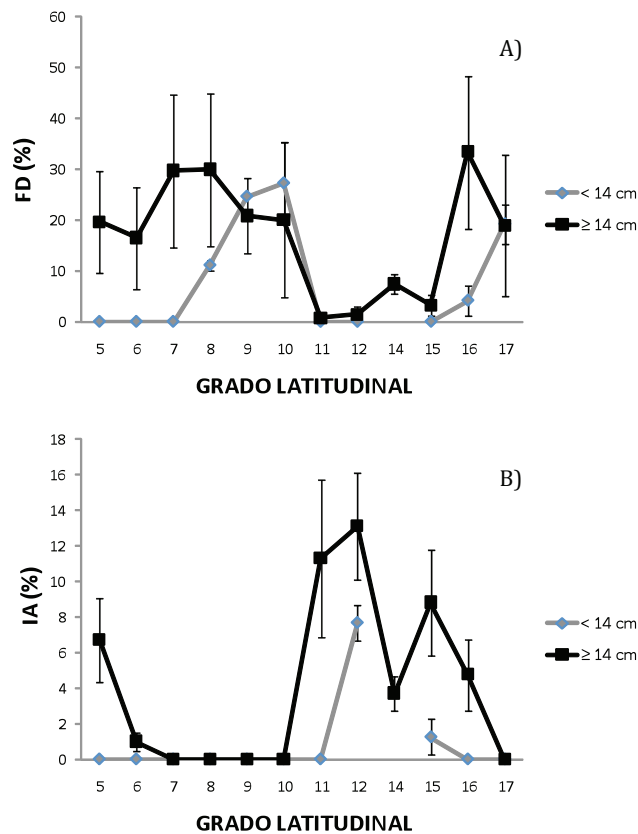 A)
FD (%)
60
50
40
30
20
10
0
5 6 7 8 9 10 11 12 14 15 16 17
GRADO LATITUDINAL
< 14 cm
≥ 14 cm
B)
IA (%)
18
16
14
12
10
8
6
4
2
0
5 6 7 8 9 10 11 12 14 15 16 17
GRADO LATITUDINAL
< 14 cm
≥ 14 cm